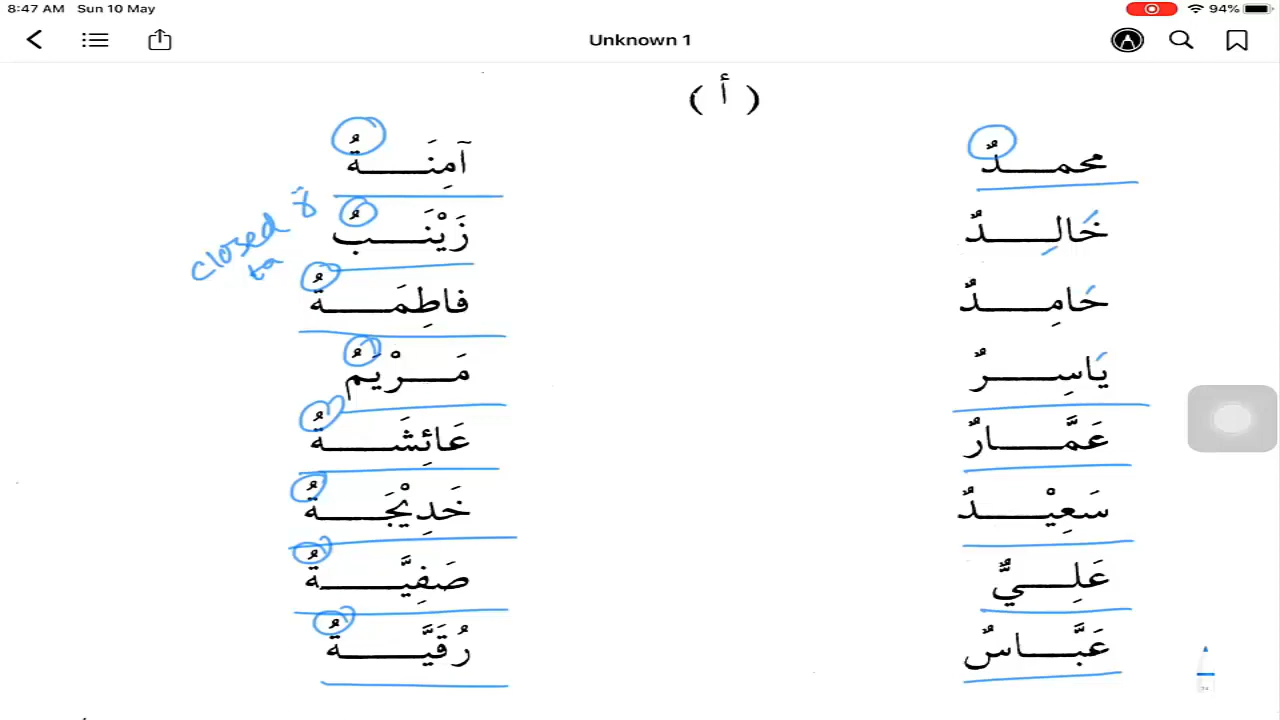 8:47 AM Sun 10 May
94%
Unknown 1
( أ )
محمـــدٌ آمِنَـــةُ
خَالِـــدٌ زَيْنَـــبُ
حَامِـــدٌ فاطِمَـــةُ
يَاسِـــرٌ مَـــرْيَمُ
عَمَّـــارٌ عَائِشَـــةُ
سَعِيْـــدٌ خَدِيْجَـــةُ
عَلِـــيٌّ صَفِيَّـــةُ
عَبَّـــاسٌ رُقَيَّـــةُ
closed ة
ta